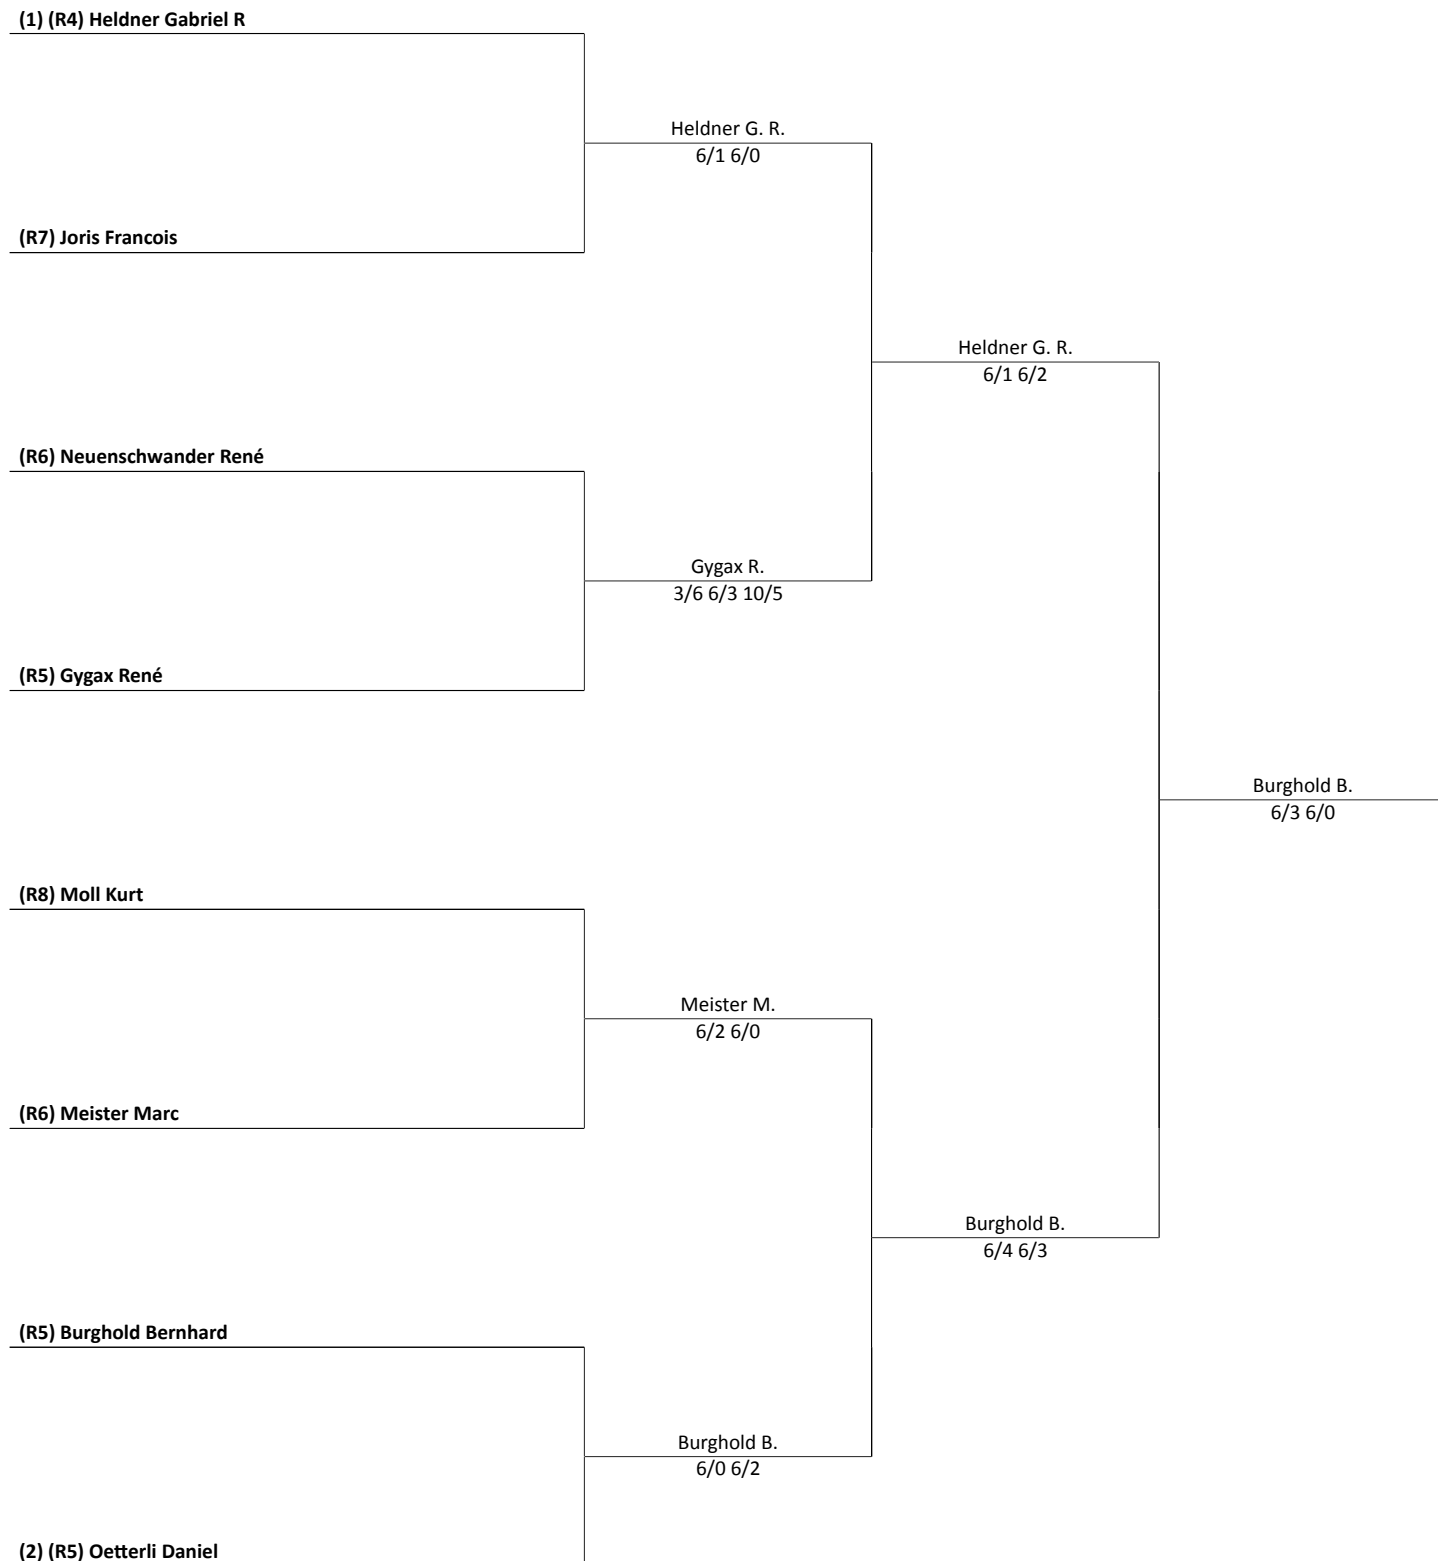 (1) (R4) Heldner Gabriel R
Heldner G. R.
6/1 6/0
(R7) Joris Francois
Heldner G. R.
6/1 6/2
(R6) Neuenschwander René
Gygax R.
3/6 6/3 10/5
(R5) Gygax René
Burghold B.
6/3 6/0
(R8) Moll Kurt
Meister M.
6/2 6/0
(R6) Meister Marc
Burghold B.
6/4 6/3
(R5) Burghold Bernhard
Burghold B.
6/0 6/2
(2) (R5) Oetterli Daniel